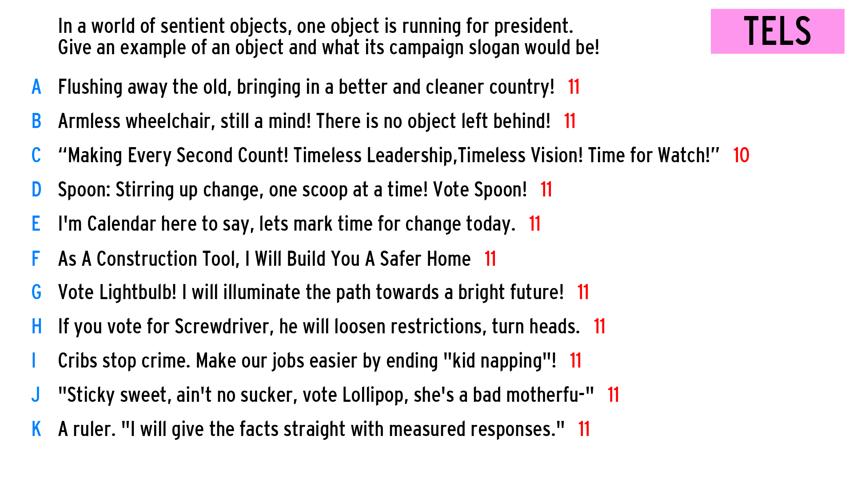 In a world of sentient objects, one object is running for president.
Give an example of an object and what its campaign slogan would be!
TELS
A Flushing away the old, bringing in a better and cleaner country! 11
B Armless wheelchair, still a mind! There is no object left behind! 11
C “Making Every Second Count! Timeless Leadership,Timeless Vision! Time for Watch!” 10
D Spoon: Stirring up change, one scoop at a time! Vote Spoon! 11
E I'm Calendar here to say, lets mark time for change today. 11
F As A Construction Tool, I Will Build You A Safer Home 11
G Vote Lightbulb! I will illuminate the path towards a bright future! 11
H If you vote for Screwdriver, he will loosen restrictions, turn heads. 11
I Cribs stop crime. Make our jobs easier by ending "kid napping"! 11
J "Sticky sweet, ain't no sucker, vote Lollipop, she's a bad motherfu-" 11
K A ruler. "I will give the facts straight with measured responses." 11